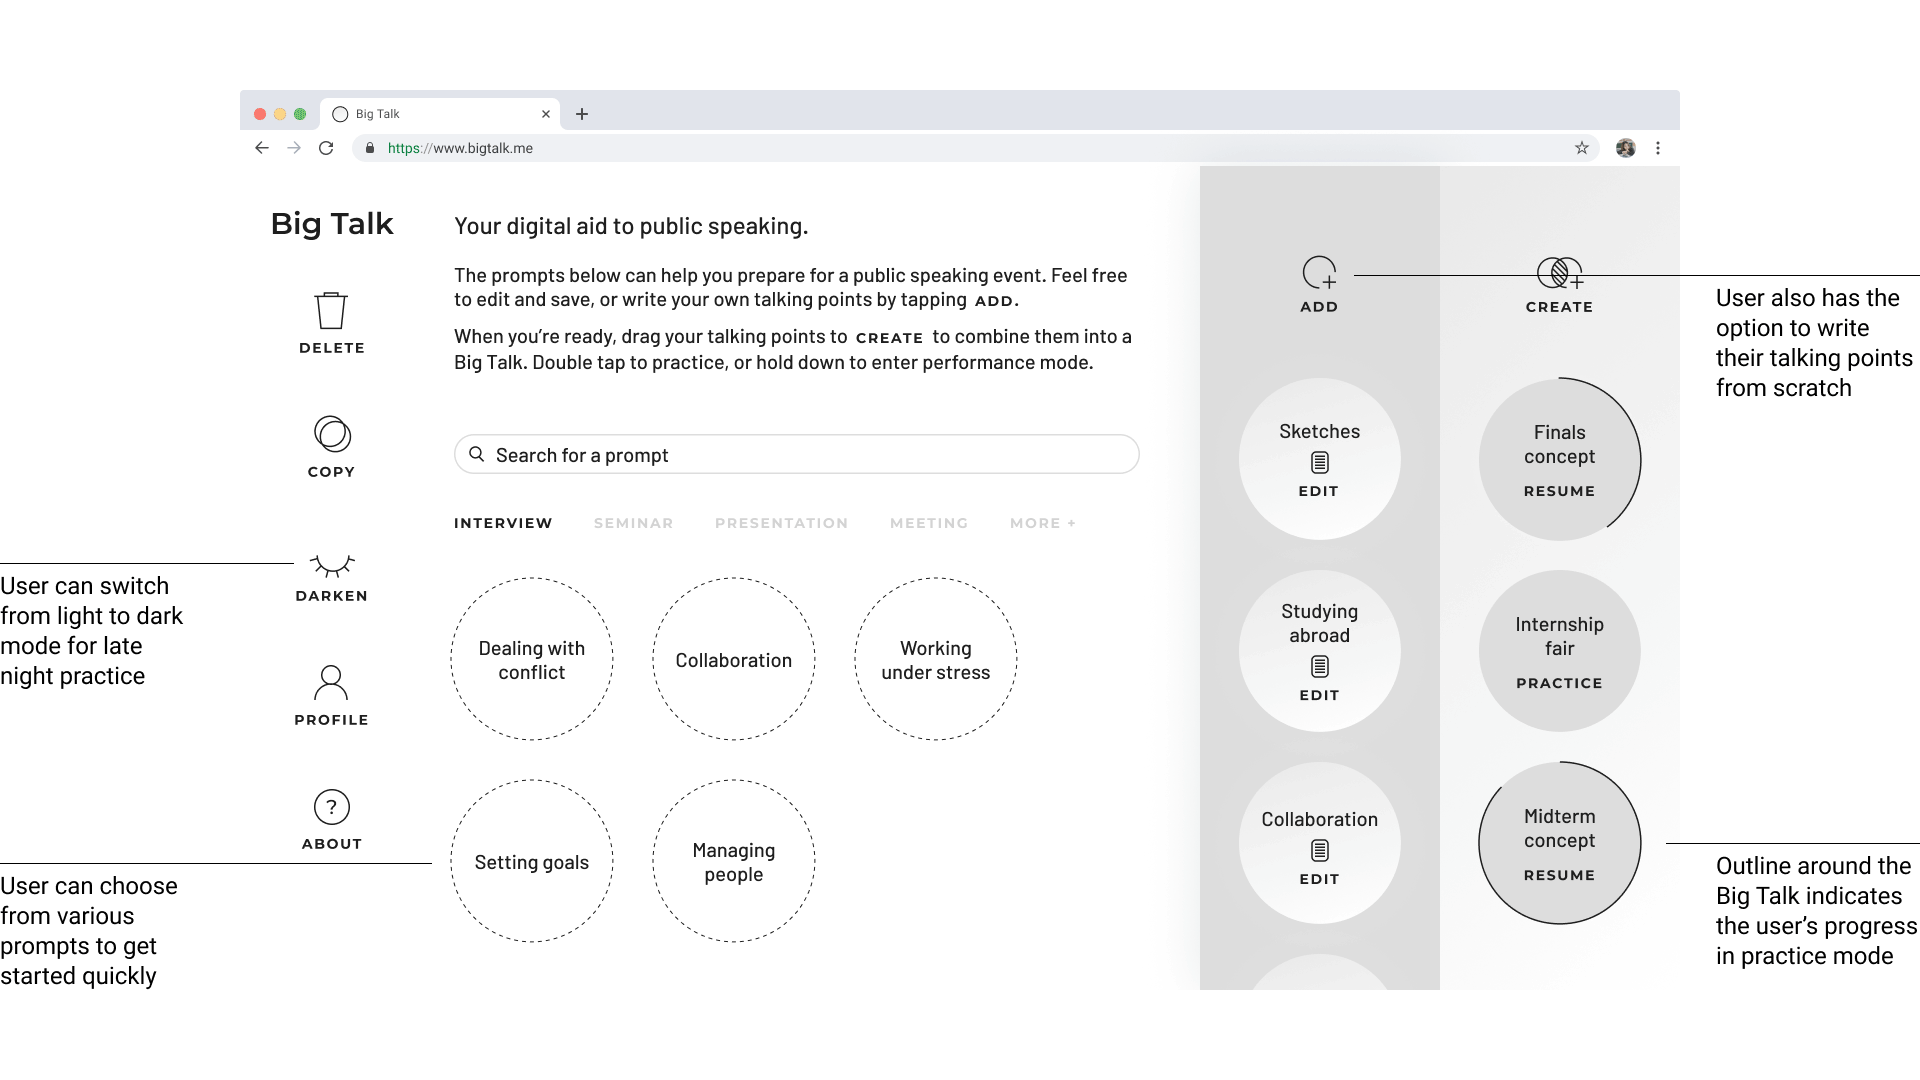 Big Talk
https://www.bigtalk.me
Big Talk
DELETE
COPY
DARKEN
PROFILE
ABOUT
Your digital aid to public speaking.
The prompts below can help you prepare for a public speaking event. Feel free
to edit and save, or write your own talking points by tapping ADD.
When you’re ready, drag your talking points to CREATE to combine them into a
Big Talk. Double tap to practice, or hold down to enter performance mode.
Search for a prompt
INTERVIEW SEMINAR PRESENTATION MEETING MORE +
Dealing with
conflict
Collaboration
Working
under stress
Setting goals
Managing
people
ADD
Sketches
EDIT
Studying
abroad
EDIT
Collaboration
EDIT
CREATE
Finals
concept
RESUME
Internship
fair
PRACTICE
Midterm
concept
RESUME
User can switch
from light to dark
mode for late
night practice
User can choose
from various
prompts to get
started quickly
User also has the
option to write
their talking points
from scratch
Outline around the
Big Talk indicates
the user’s progress
in practice mode